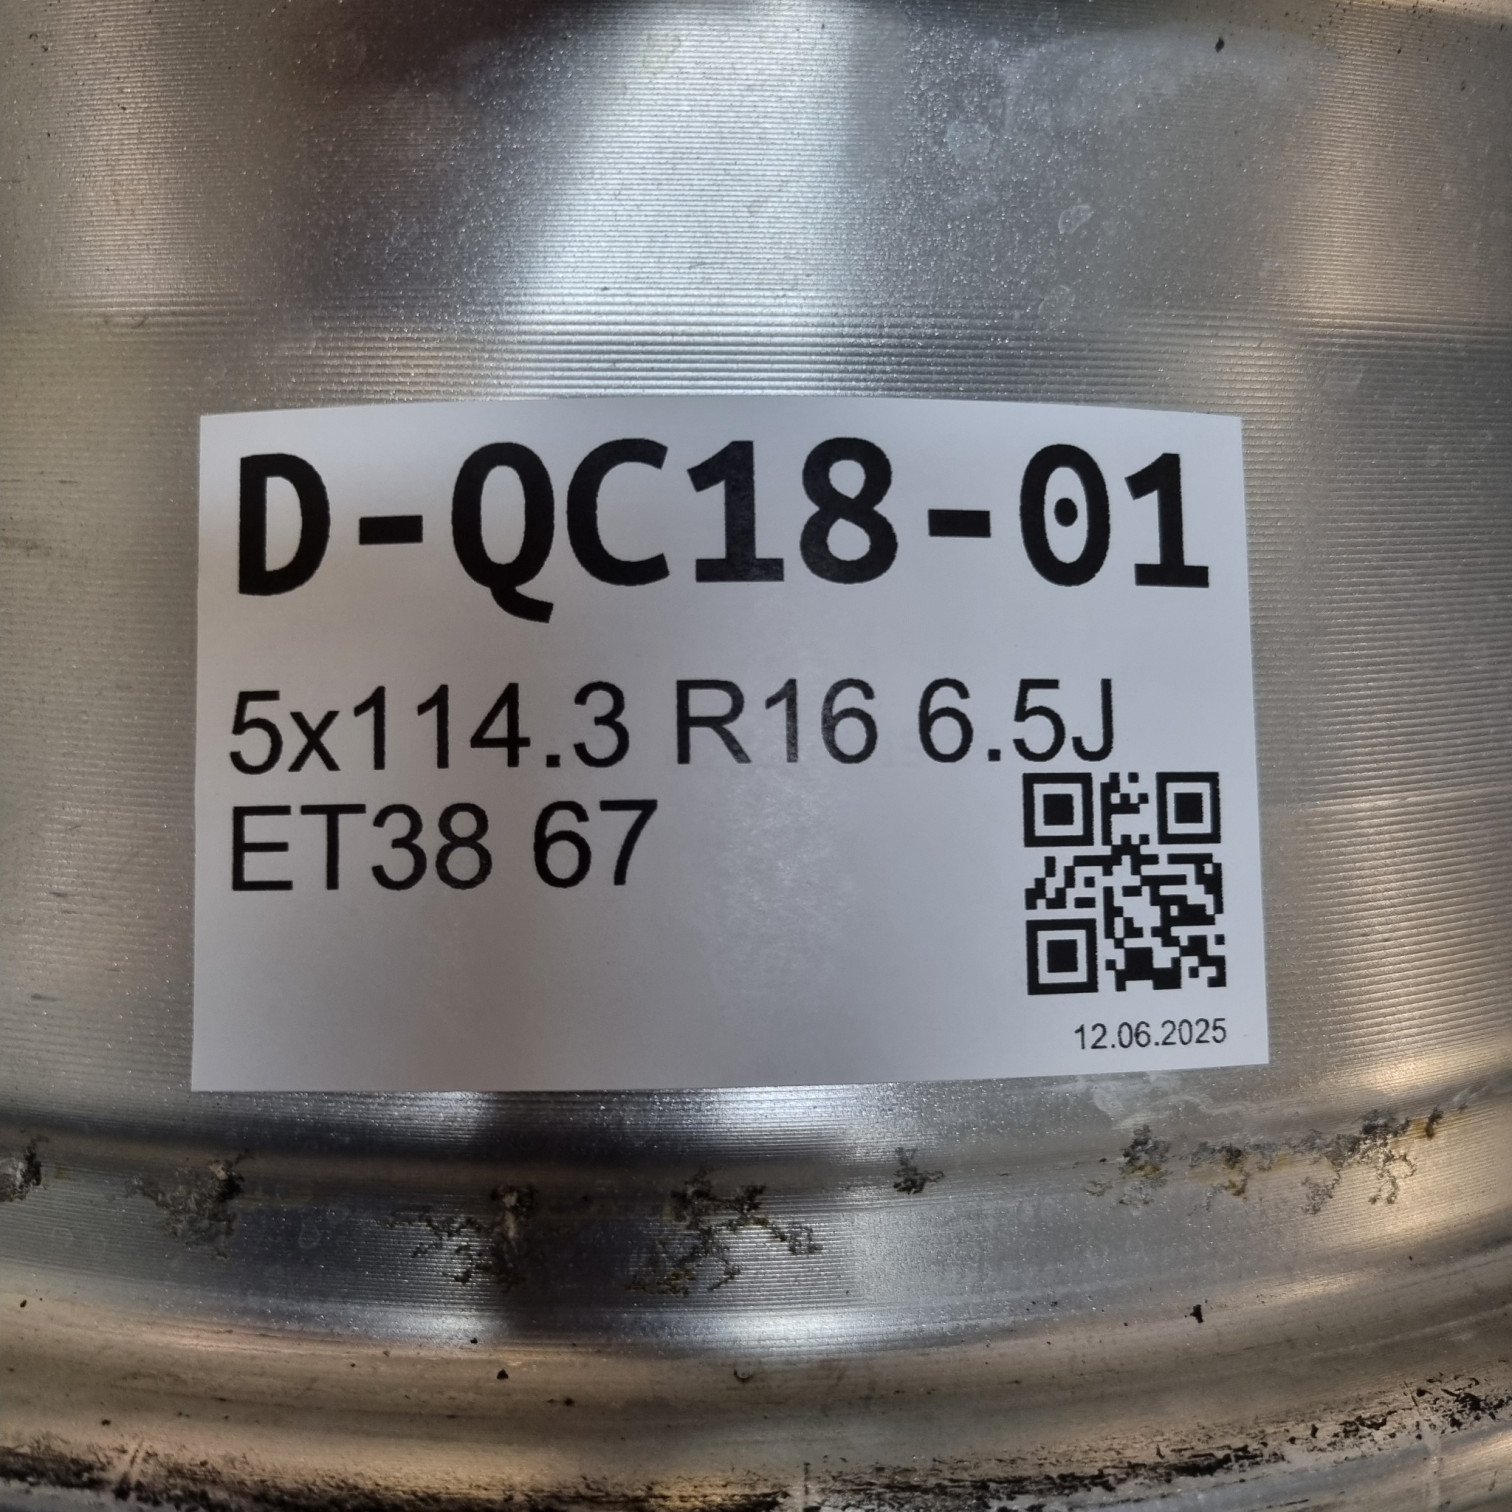 D-QC18-01
5x114.3 R16 6.5J
ET38 67
12.06.2025